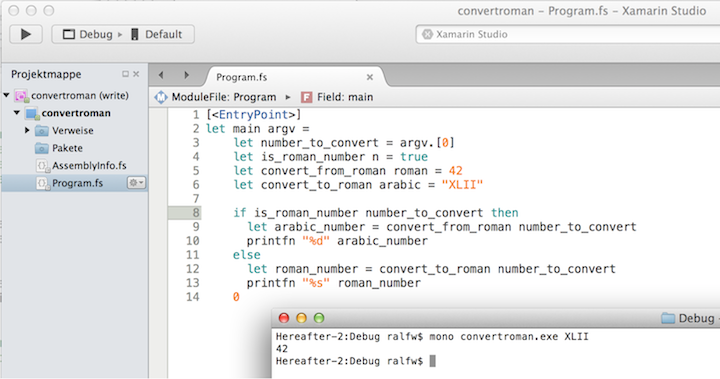 convertroman – Program.fs – Xamarin Studio
Debug ▸ Default
Xamarin Studio
Projektmappe
convertroman (write)
convertroman
Verweise
Pakete
AssemblyInfo.fs
Program.fs
Program.fs
M ModuleFile: Program ▸ F Field: main
1 [<EntryPoint>]
2 let main argv =
3     let number_to_convert = argv.[0]
4     let is_roman_number n = true
5     let convert_from_roman roman = 42
6     let convert_to_roman arabic = "XLII"
7
8     if is_roman_number number_to_convert then
9       let arabic_number = convert_from_roman number_to_convert
10       printfn "%d" arabic_number
11     else
12       let roman_number = convert_to_roman number_to_convert
13       printfn "%s" roman_number
14     0
Debug –
Hereafter-2:Debug ralfw$ mono convertroman.exe XLII
42
Hereafter-2:Debug ralfw$